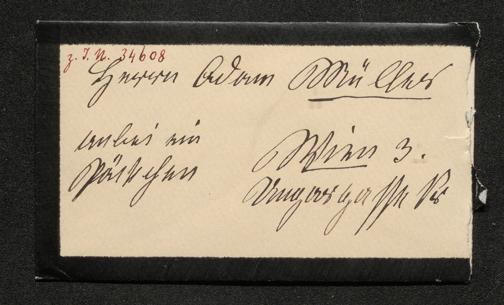 z. J. N. 34608
Herrn Adam Müller
anbei ein
Päckchen
Wien 3.
Ungargasse